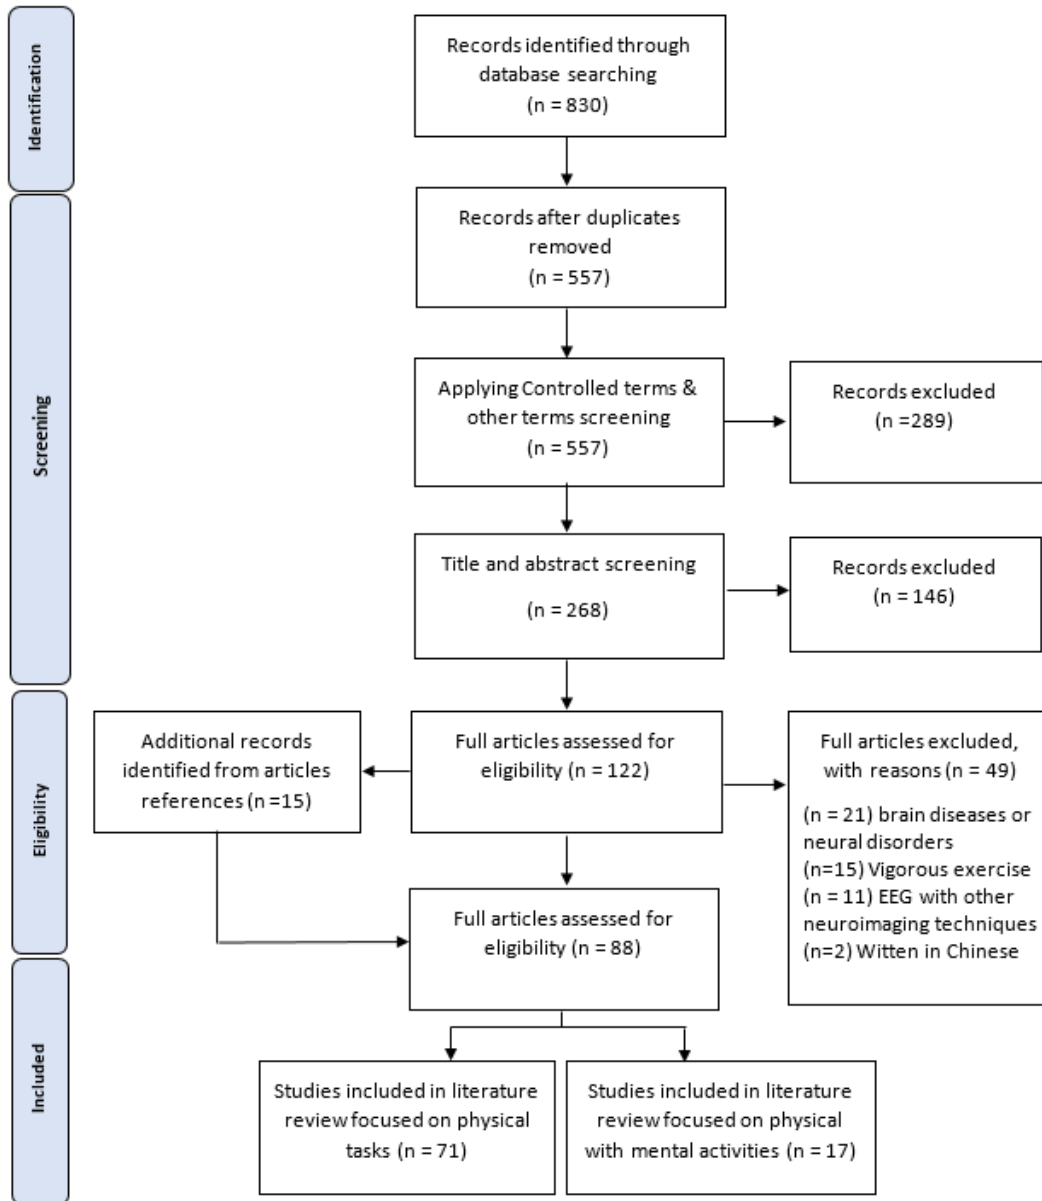 Identification
Records identified through
database searching
(n = 830)
Screening
Records after duplicates
removed
(n = 557)
Applying Controlled terms &
other terms screening
(n = 557)
Records excluded
(n =289)
Title and abstract screening
(n = 268)
Records excluded
(n = 146)
Eligibility
Additional records
identified from articles
references (n =15)
Full articles assessed for
eligibility (n = 122)
Full articles excluded,
with reasons (n = 49)
(n = 21) brain diseases or
neural disorders
(n=15) Vigorous exercise
(n = 11) EEG with other
neuroimaging techniques
(n=2) Witten in Chinese
Full articles assessed for
eligibility (n = 88)
Included
Studies included in literature
review focused on physical
tasks (n = 71)
Studies included in literature
review focused on physical
with mental activities (n = 17)